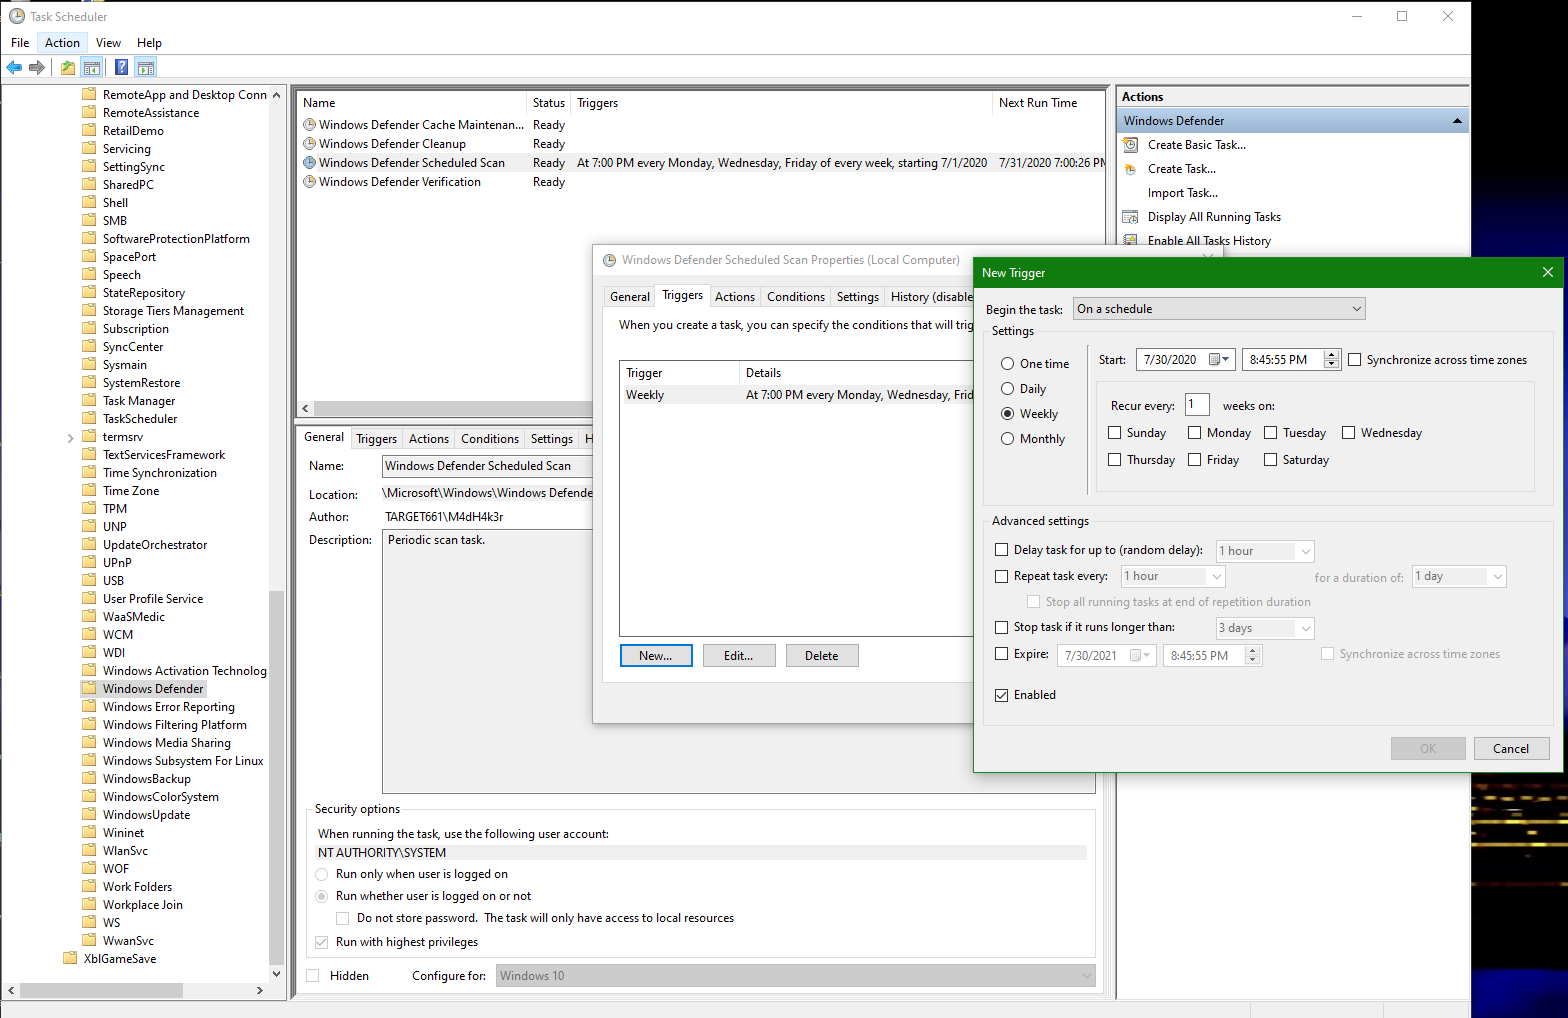 Task Scheduler
File Action View Help
RemoteApp and Desktop Conn
RemoteAssistance
RetailDemo
Servicing
SettingSync
SharedPC
Shell
SMB
SoftwareProtectionPlatform
SpacePort
Speech
StateRepository
Storage Tiers Management
Subscription
SyncCenter
Sysmain
SystemRestore
Task Manager
TaskScheduler
termsrv
TextServicesFramework
Time Synchronization
Time Zone
TPM
UNP
UpdateOrchestrator
UPnP
USB
User Profile Service
WaaSMedic
WCM
WDI
Windows Activation Technolog
Windows Defender
Windows Error Reporting
Windows Filtering Platform
Windows Media Sharing
Windows Subsystem For Linux
WindowsBackup
WindowsColorSystem
WindowsUpdate
Wininet
WlanSvc
WOF
Work Folders
Workplace Join
WS
WwanSvc
XblGameSave
Name Status Triggers Next Run Time
Windows Defender Cache Maintenan... Ready
Windows Defender Cleanup Ready
Windows Defender Scheduled Scan Ready At 7:00 PM every Monday, Wednesday, Friday of every week, starting 7/1/2020 7/31/2020 7:00:26 PM
Windows Defender Verification Ready
General Triggers Actions Conditions Settings H
Name: Windows Defender Scheduled Scan
Location: \Microsoft\Windows\Windows Defende
Author: TARGET661\M4dH4k3r
Description: Periodic scan task.
Security options
When running the task, use the following user account:
NT AUTHORITY\SYSTEM
Run only when user is logged on
Run whether user is logged on or not
Do not store password. The task will only have access to local resources
Run with highest privileges
Hidden Configure for: Windows 10
Actions
Windows Defender
Create Basic Task...
Create Task...
Import Task...
Display All Running Tasks
Enable All Tasks History
Windows Defender Scheduled Scan Properties (Local Computer)
General Triggers Actions Conditions Settings History (disable
When you create a task, you can specify the conditions that will trig
Trigger Details
Weekly At 7:00 PM every Monday, Wednesday, Frid
New... Edit... Delete
New Trigger
Begin the task: On a schedule
Settings
One time
Daily
Weekly
Monthly
Start: 7/30/2020 8:45:55 PM Synchronize across time zones
Recur every: 1 weeks on:
Sunday Monday Tuesday Wednesday
Thursday Friday Saturday
Advanced settings
Delay task for up to (random delay): 1 hour
Repeat task every: 1 hour for a duration of: 1 day
Stop all running tasks at end of repetition duration
Stop task if it runs longer than: 3 days
Expire: 7/30/2021 8:45:55 PM Synchronize across time zones
Enabled
OK Cancel